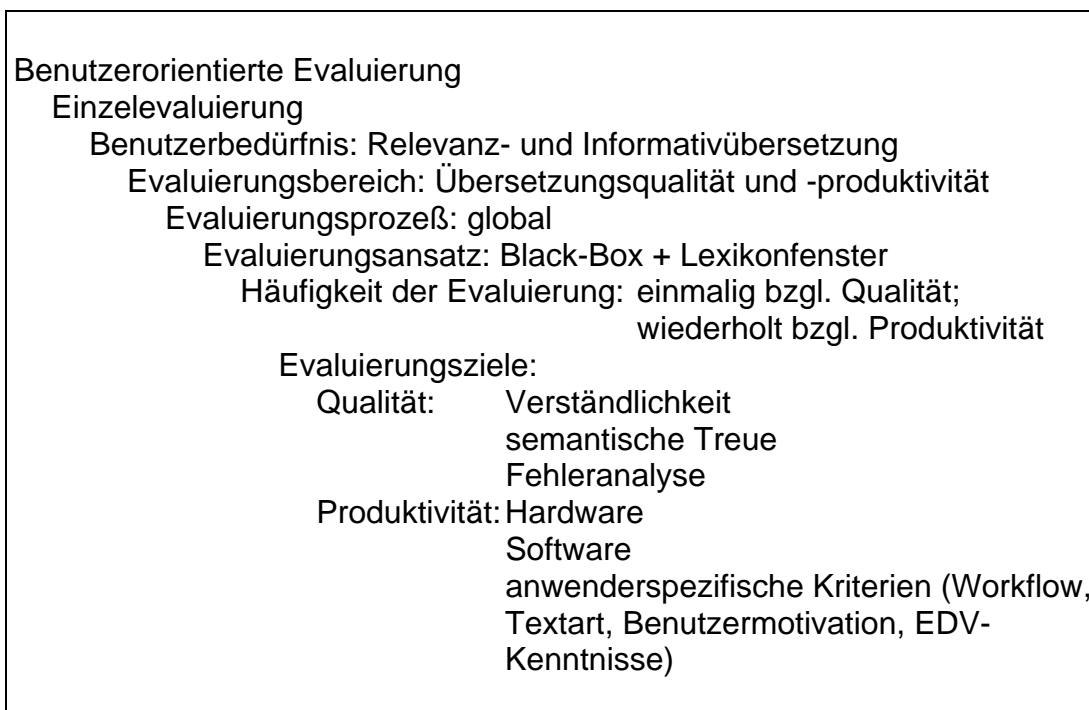 Benutzerorientierte Evaluierung
Einzelevaluierung
Benutzerbedürfnis: Relevanz- und Informativübersetzung
Evaluierungsbereich: Übersetzungsqualität und -produktivität
Evaluierungsprozeß: global
Evaluierungsansatz: Black-Box + Lexikonfenster
Häufigkeit der Evaluierung: einmalig bzgl. Qualität;
wiederholt bzgl. Produktivität
Evaluierungsziele:
Qualität: Verständlichkeit
semantische Treue
Fehleranalyse
Produktivität: Hardware
Software
anwenderspezifische Kriterien (Workflow,
Textart, Benutzermotivation, EDV-
Kenntnisse)